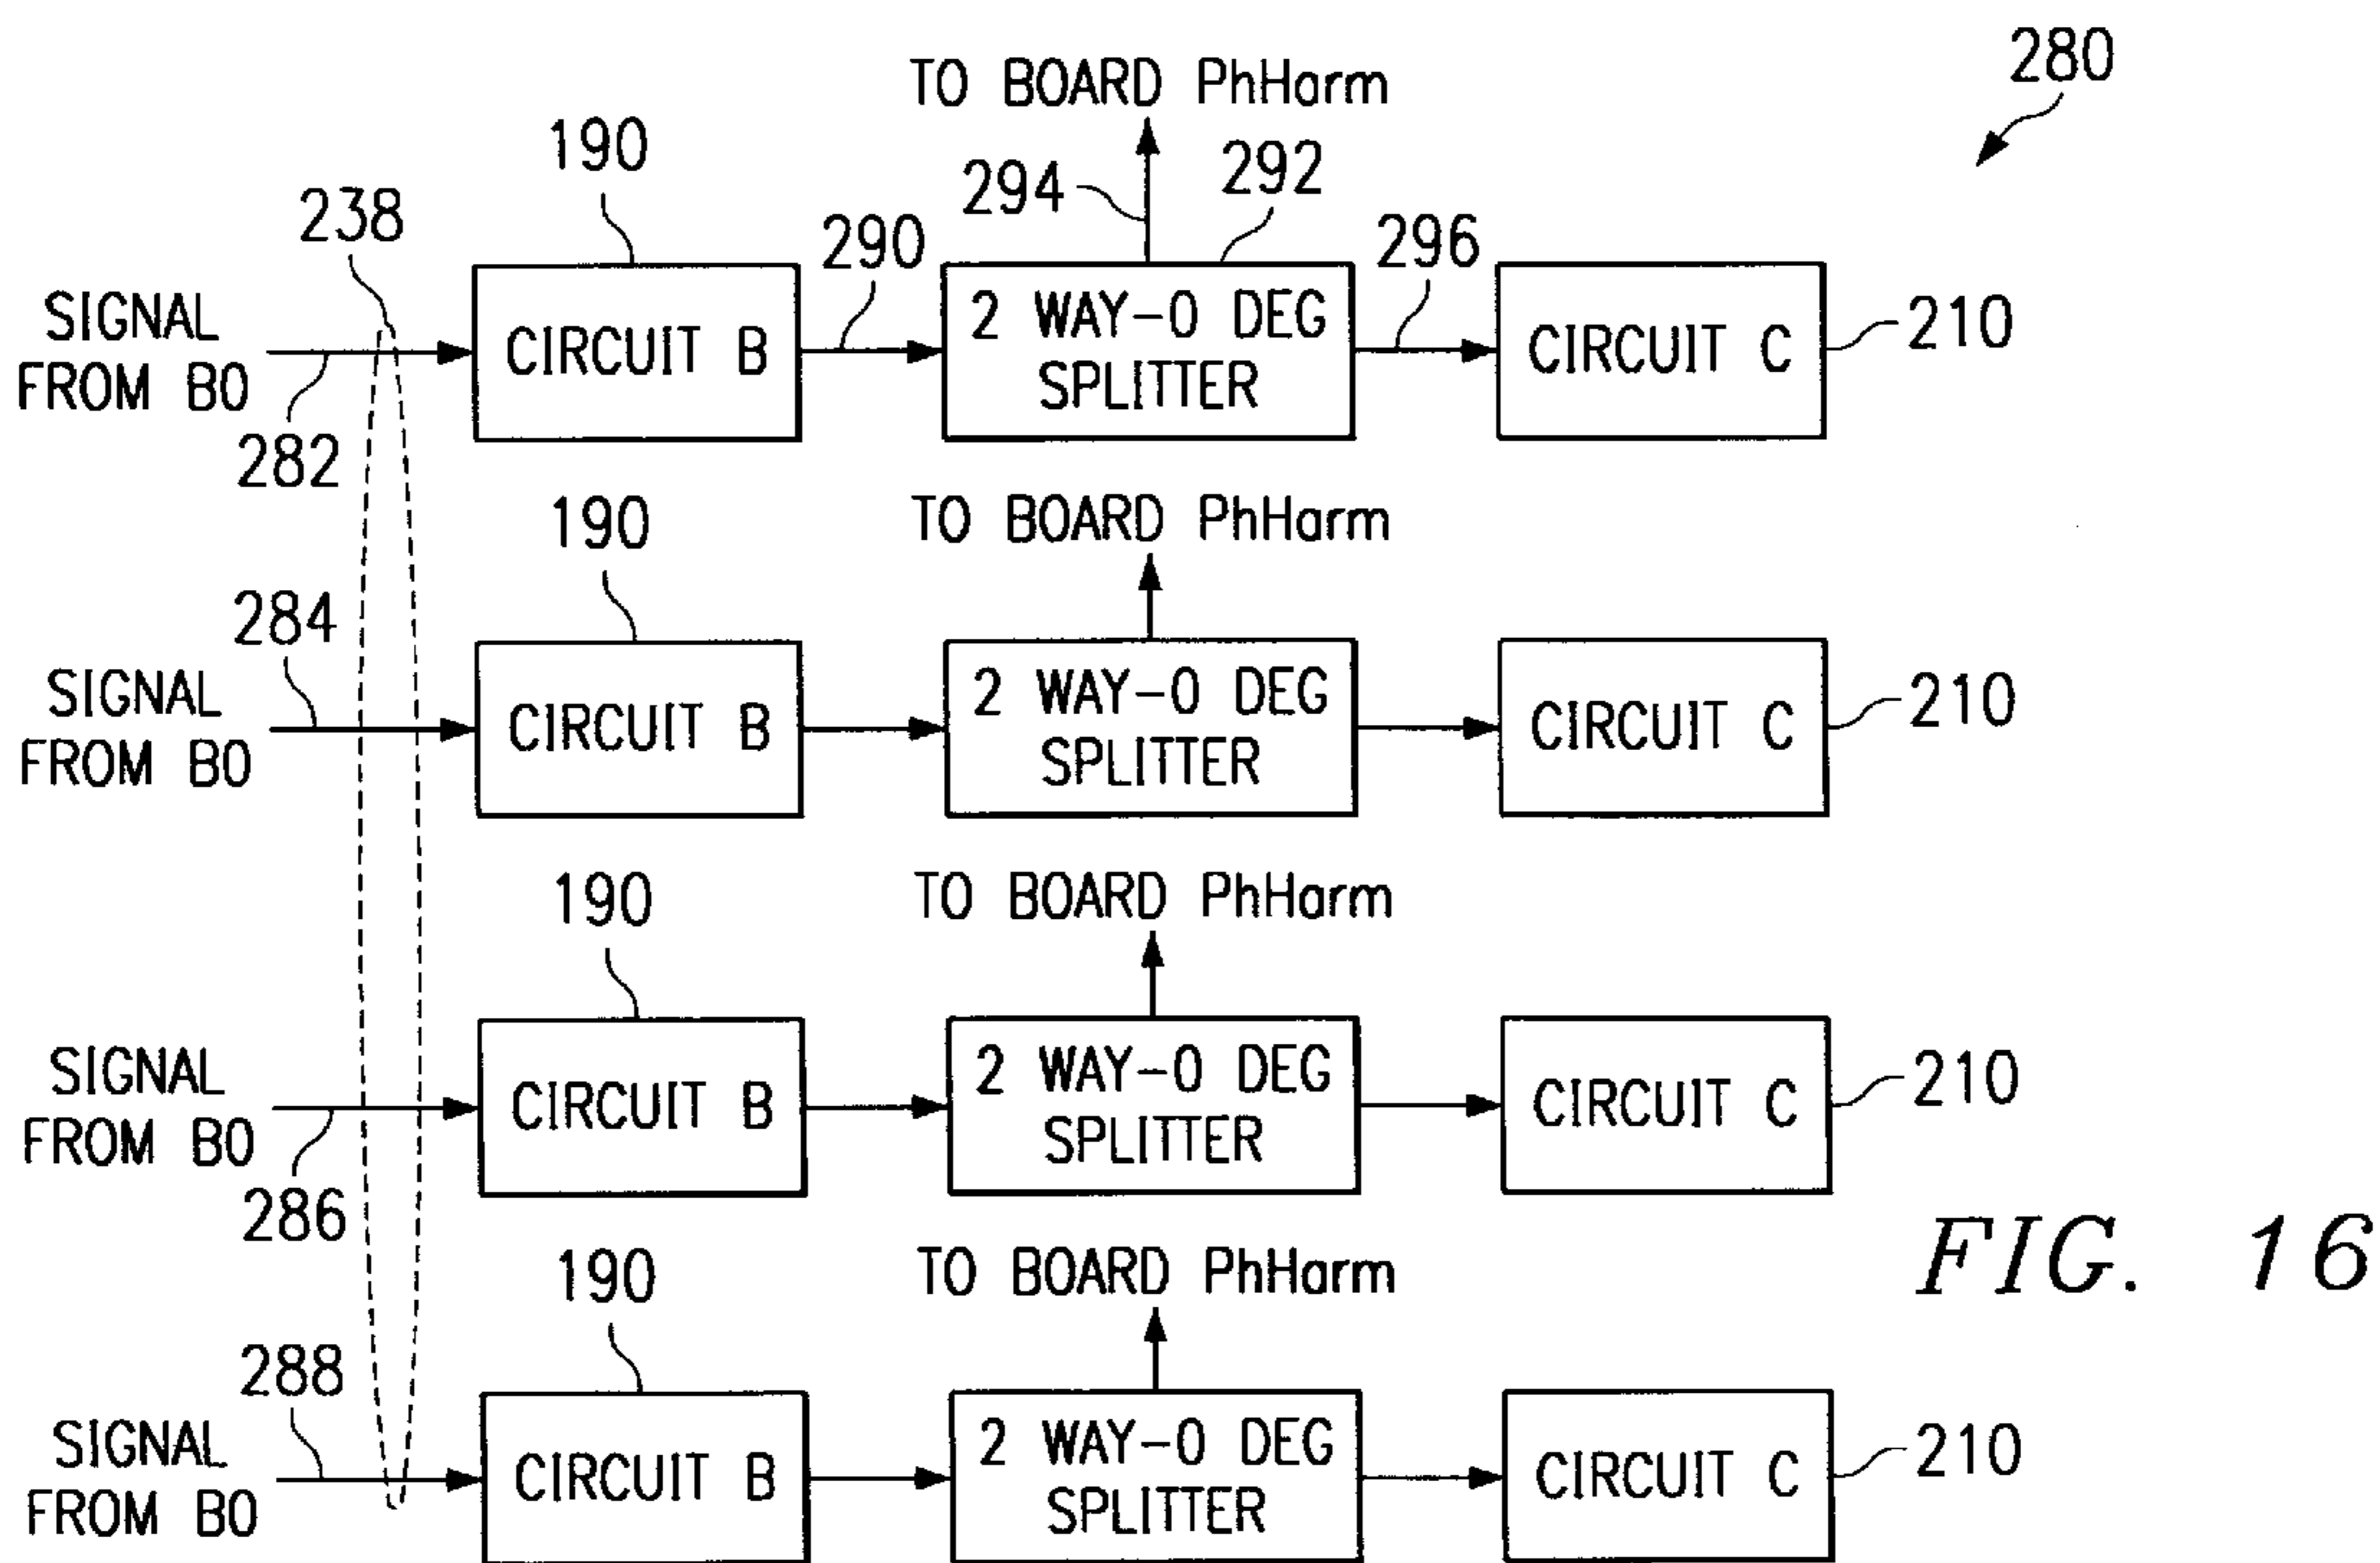 280
TO BOARD PhHarm
190
294
292
238
290
296
SIGNAL
FROM B0
CIRCUIT B
2 WAY-0 DEG
SPLITTER
CIRCUIT C
210
282
190
TO BOARD PhHarm
284
SIGNAL
FROM B0
CIRCUIT B
2 WAY-0 DEG
SPLITTER
CIRCUIT C
210
190
TO BOARD PhHarm
SIGNAL
FROM B0
CIRCUIT B
2 WAY-0 DEG
SPLITTER
CIRCUIT C
210
286
FIG. 16
190
TO BOARD PhHarm
288
SIGNAL
FROM B0
CIRCUIT B
2 WAY-0 DEG
SPLITTER
CIRCUIT C
210